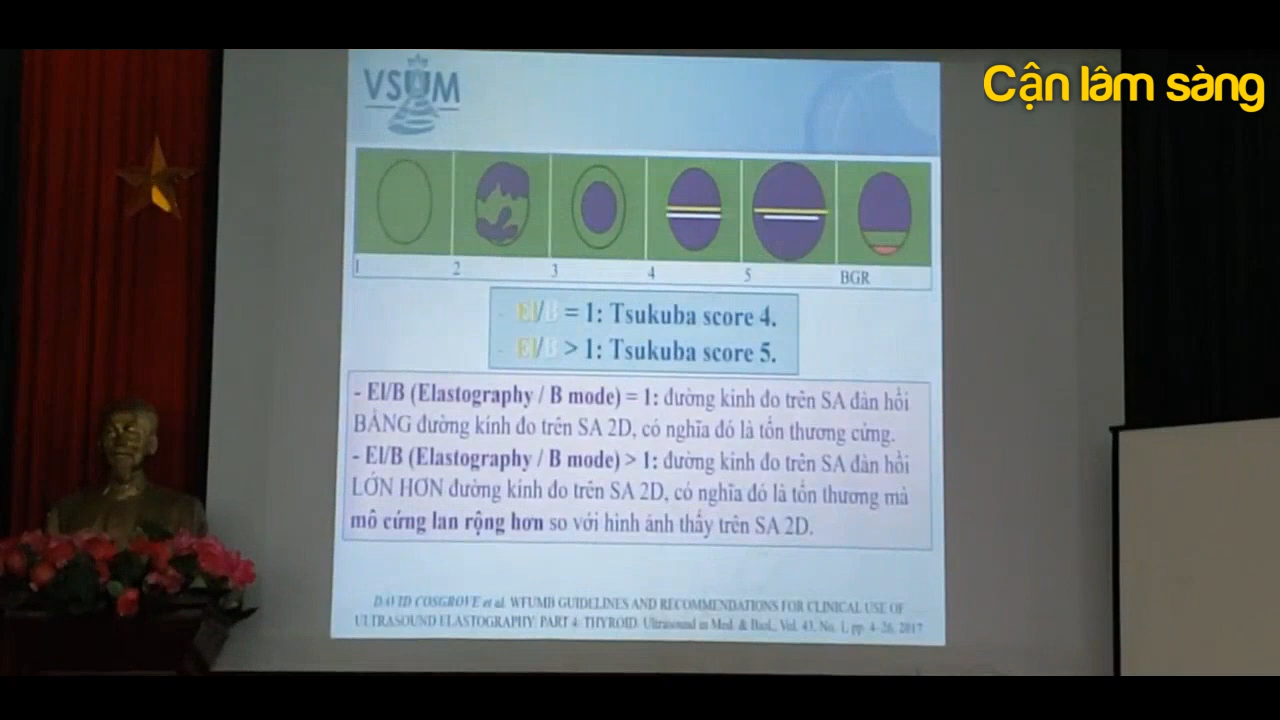 Cận lâm sàng
VSUM
1 2 3 4 5 BGR
- El/B = 1: Tsukuba score 4.
- El/B > 1: Tsukuba score 5.
- El/B (Elastography / B mode) = 1: đường kính đo trên SA đàn hồi
BẰNG đường kính đo trên SA 2D, có nghĩa đó là tổn thương cứng.
- El/B (Elastography / B mode) > 1: đường kính đo trên SA đàn hồi
LỚN HƠN đường kính đo trên SA 2D, có nghĩa đó là tổn thương mà
mô cứng lan rộng hơn so với hình ảnh thấy trên SA 2D.
DAVID COSGROVE et al. WFUMB GUIDELINES AND RECOMMENDATIONS FOR CLINICAL USE OF
ULTRASOUND ELASTOGRAPHY: PART 4. THYROID. Ultrasound in Med. & Biol., Vol. 43, No. 1, pp. 4–26, 2017